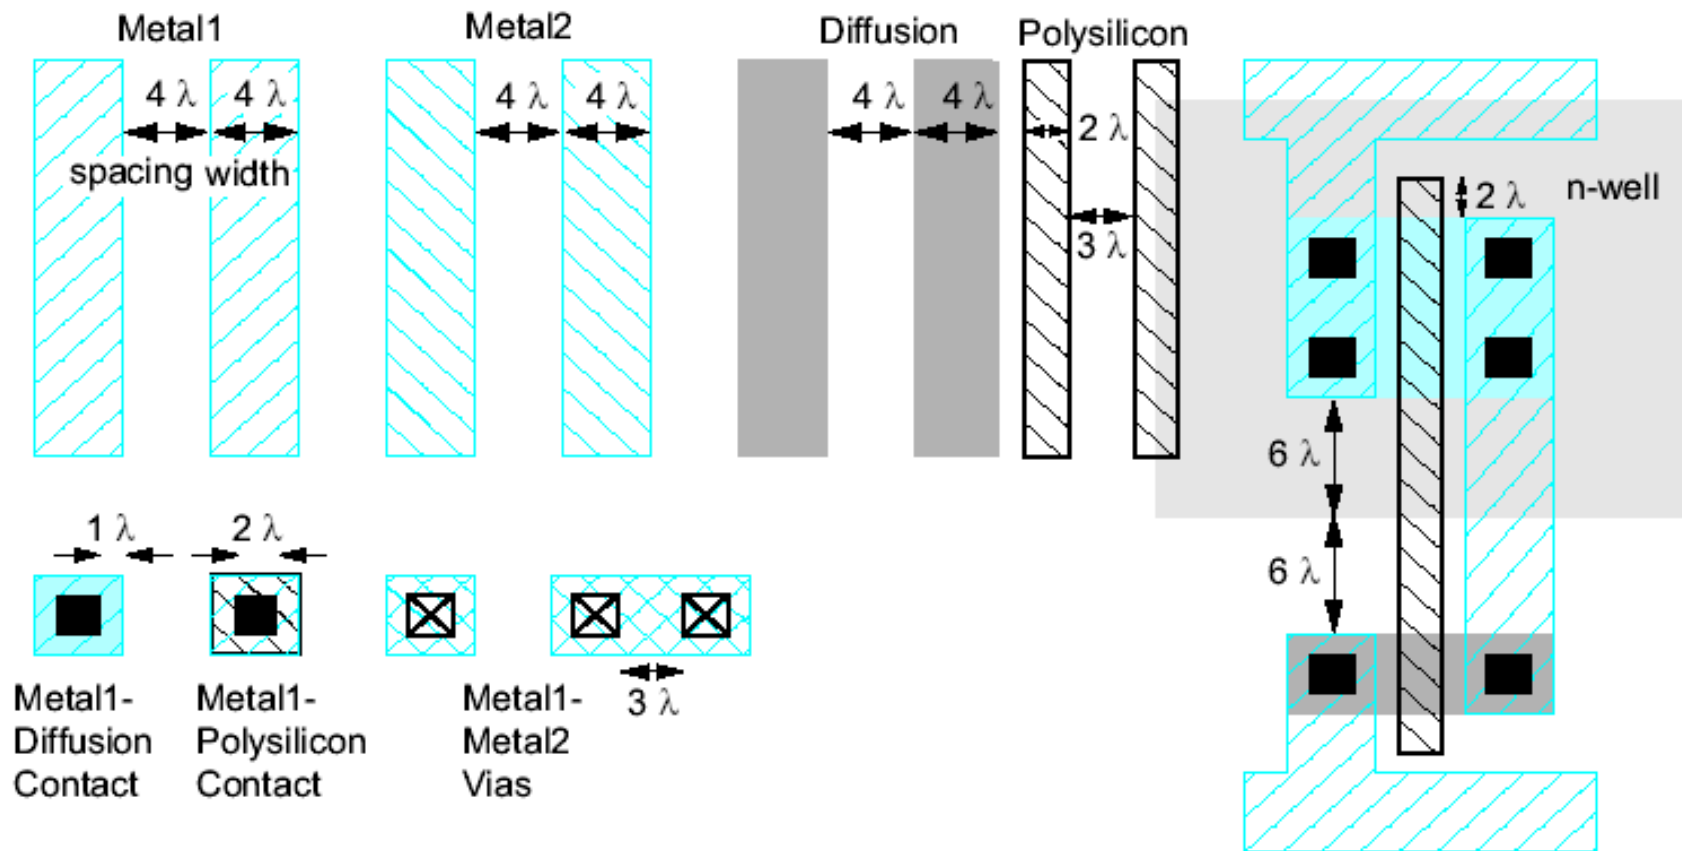 Metal1
Metal2
Diffusion
Polysilicon
4 λ
4 λ
4 λ
4 λ
4 λ
4 λ
2 λ
spacing width
3 λ
2 λ
n-well
6 λ
6 λ
1 λ
2 λ
3 λ
Metal1-
Diffusion
Contact
Metal1-
Polysilicon
Contact
Metal1-
Metal2
Vias